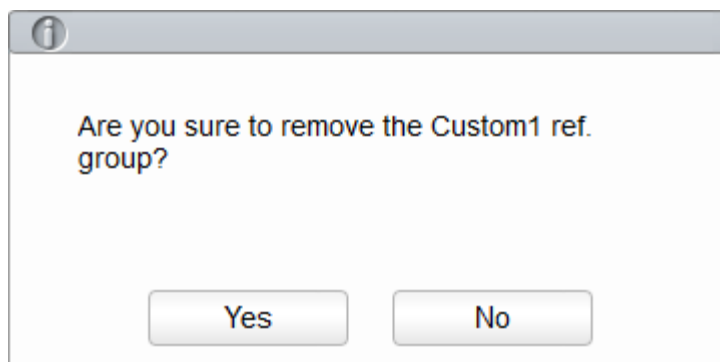 Are you sure to remove the Custom1 ref.
group?
Yes
No